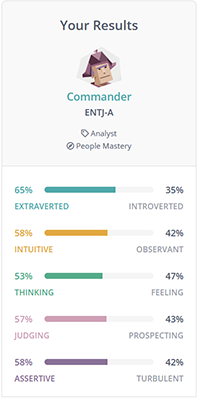 Your Results
Commander
ENTJ-A
Analyst
People Mastery
65% 35%
EXTRAVERTED INTROVERTED
58% 42%
INTUITIVE OBSERVANT
53% 47%
THINKING FEELING
57% 43%
JUDGING PROSPECTING
58% 42%
ASSERTIVE TURBULENT